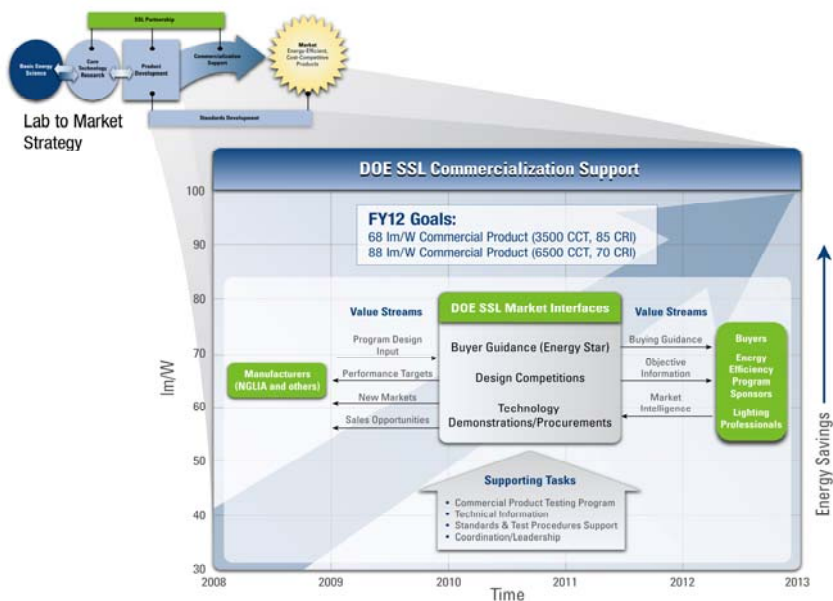 SSL Partnership
Basic Energy
Science
Core
Technology
Research
Product
Development
Commercialization
Support
Market
Energy-Efficient,
Cost-Competitive
Products
Standards Development
Lab to Market
Strategy
DOE SSL Commercialization Support
FY12 Goals:
68 lm/W Commercial Product (3500 CCT, 85 CRI)
88 lm/W Commercial Product (6500 CCT, 70 CRI)
100
90
80
70
60
50
40
30
lm/W
Value Streams
Program Design
Input
Performance Targets
New Markets
Sales Opportunities
Manufacturers
(NGLIA and others)
DOE SSL Market Interfaces
Buyer Guidance (Energy Star)
Design Competitions
Technology
Demonstrations/Procurements
Value Streams
Buying Guidance
Objective
Information
Market
Intelligence
Buyers
Energy
Efficiency
Program
Sponsors
Lighting
Professionals
Supporting Tasks
• Commercial Product Testing Program
• Technical Information
• Standards & Test Procedures Support
• Coordination/Leadership
2008
2009
2010
2011
2012
2013
Time
Energy Savings